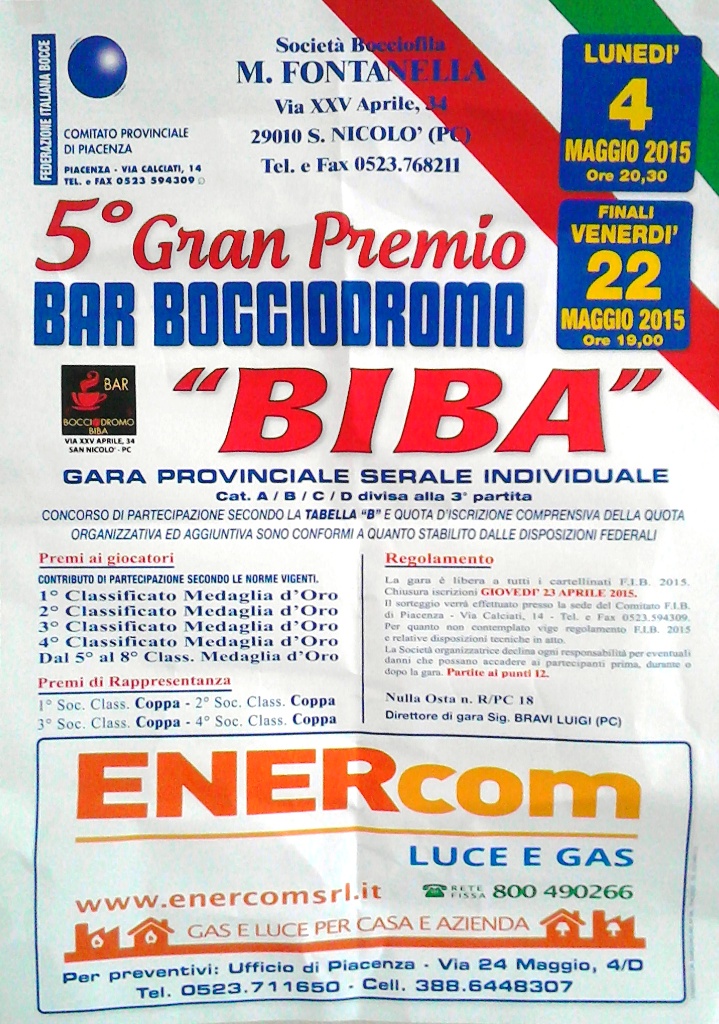 FEDERAZIONE ITALIANA BOCCE
COMITATO PROVINCIALE
DI PIACENZA
PIACENZA - VIA CALCIATI, 14
TEL. e FAX 0523 594309
Società Bocciofila
M. FONTANELLA
Via XXV Aprile, 34
29010 S. NICOLO' (PC)
Tel. e Fax 0523.768211
LUNEDI'
4
MAGGIO 2015
Ore 20,30
FINALI
VENERDI'
22
MAGGIO 2015
Ore 19,00
5° Gran Premio
BAR BOCCIODROMO
"BIBA"
BAR
BOCCIODROMO
BIBA
VIA XXV APRILE, 34
SAN NICOLO' - PC
GARA PROVINCIALE SERALE INDIVIDUALE
Cat. A / B / C / D divisa alla 3° partita
CONCORSO DI PARTECIPAZIONE SECONDO LA TABELLA "B" E QUOTA D'ISCRIZIONE COMPRENSIVA DELLA QUOTA
ORGANIZZATIVA ED AGGIUNTIVA SONO CONFORMI A QUANTO STABILITO DALLE DISPOSIZIONI FEDERALI
Premi ai giocatori
CONTRIBUTO DI PARTECIPAZIONE SECONDO LE NORME VIGENTI.
1° Classificato Medaglia d'Oro
2° Classificato Medaglia d'Oro
3° Classificato Medaglia d'Oro
4° Classificato Medaglia d'Oro
Dal 5° al 8° Class. Medaglia d'Oro
Premi di Rappresentanza
1° Soc. Class. Coppa - 2° Soc. Class. Coppa
3° Soc. Class. Coppa - 4° Soc. Class. Coppa
Regolamento
La gara è libera a tutti i cartellinati F.I.B. 2015.
Chiusura iscrizioni GIOVEDI' 23 APRILE 2015.
Il sorteggio verrà effettuato presso la sede del Comitato F.I.B.
di Piacenza - Via Calciati, 14 - Tel. e Fax 0523.594309.
Per quanto non contemplato vige regolamento F.I.B. 2015
e relative disposizioni tecniche in atto.
La Società organizzatrice declina ogni responsabilità per eventuali
danni che possano accadere ai partecipanti prima, durante o
dopo la gara. Partite ai punti 12.
Nulla Osta n. R/PC 18
Direttore di gara Sig. BRAVI LUIGI (PC)
ENERcom
LUCE E GAS
www.enercomsrl.it
RETE FISSA 800 490266
GAS E LUCE PER CASA E AZIENDA
Per preventivi: Ufficio di Piacenza - Via 24 Maggio, 4/D
Tel. 0523.711650 - Cell. 388.6448307